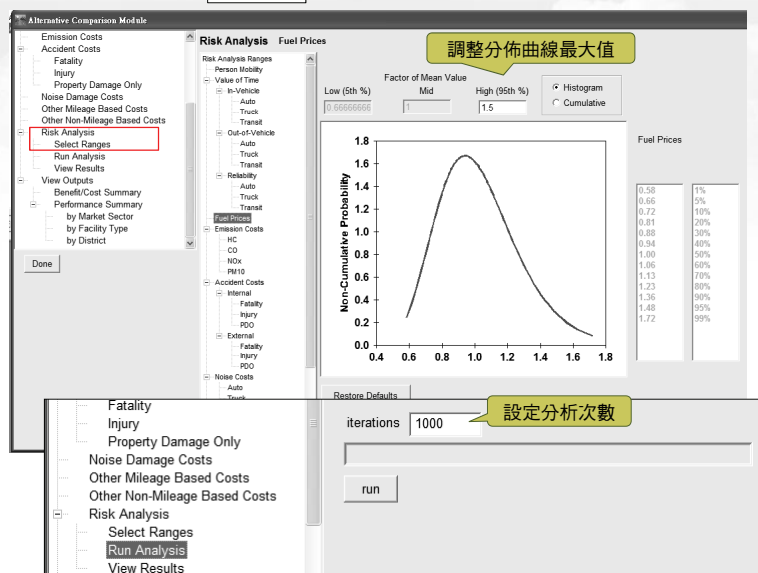 Alternative Comparison Module
Emission Costs
Accident Costs
Fatality
Injury
Property Damage Only
Noise Damage Costs
Other Mileage Based Costs
Other Non-Mileage Based Costs
Risk Analysis
Select Ranges
Run Analysis
View Results
View Outputs
Benefit/Cost Summary
Performance Summary
by Market Sector
by Facility Type
by District
Done
Risk Analysis Fuel Prices
Risk Analysis Ranges
Person Mobility
Value of Time
In-Vehicle
Auto
Truck
Transit
Out-of-Vehicle
Auto
Truck
Transit
Reliability
Auto
Truck
Transit
Fuel Prices
Emission Costs
HC
CO
NOx
PM10
Accident Costs
Internal
Fatality
Injury
PDO
External
Fatality
Injury
PDO
Noise Costs
Auto
Truck
調整分佈曲線最大值
Factor of Mean Value
Low (5th %) Mid High (95th %)
0.66666666 1 1.5
Histogram
Cumulative
Non-Cumulative Probability
1.8
1.6
1.4
1.2
1.0
0.8
0.6
0.4
0.2
0.0
0.4 0.6 0.8 1.0 1.2 1.4 1.6 1.8
Fuel Prices
0.58 1%
0.66 5%
0.72 10%
0.81 20%
0.88 30%
0.94 40%
1.00 50%
1.06 60%
1.13 70%
1.23 80%
1.36 90%
1.48 95%
1.72 99%
Restore Defaults
Fatality
Injury
Property Damage Only
Noise Damage Costs
Other Mileage Based Costs
Other Non-Mileage Based Costs
Risk Analysis
Select Ranges
Run Analysis
View Results
iterations 1000
設定分析次數
run